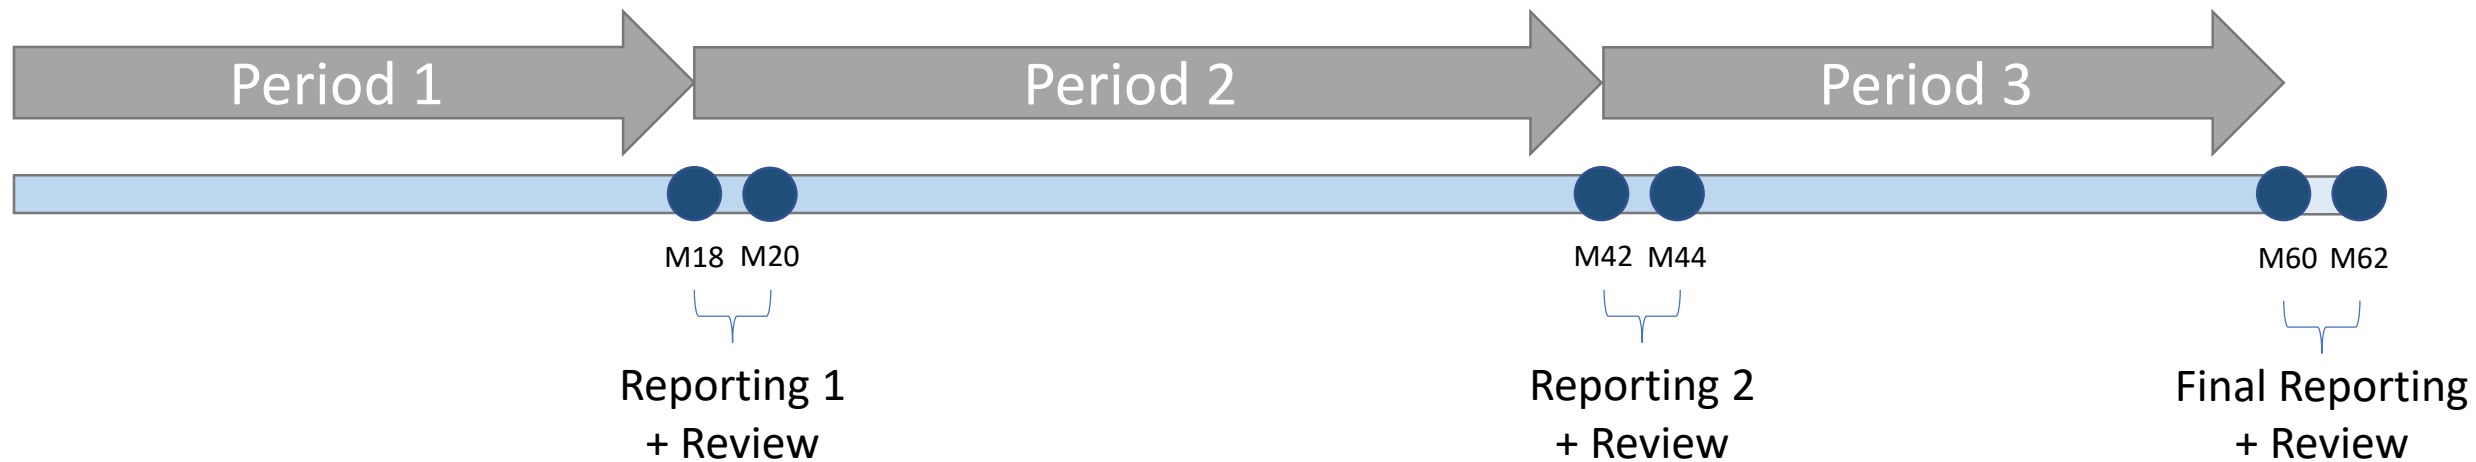 Period 1
Period 2
Period 3
M18 M20
M42 M44
M60 M62
Reporting 1
+ Review
Reporting 2
+ Review
Final Reporting
+ Review